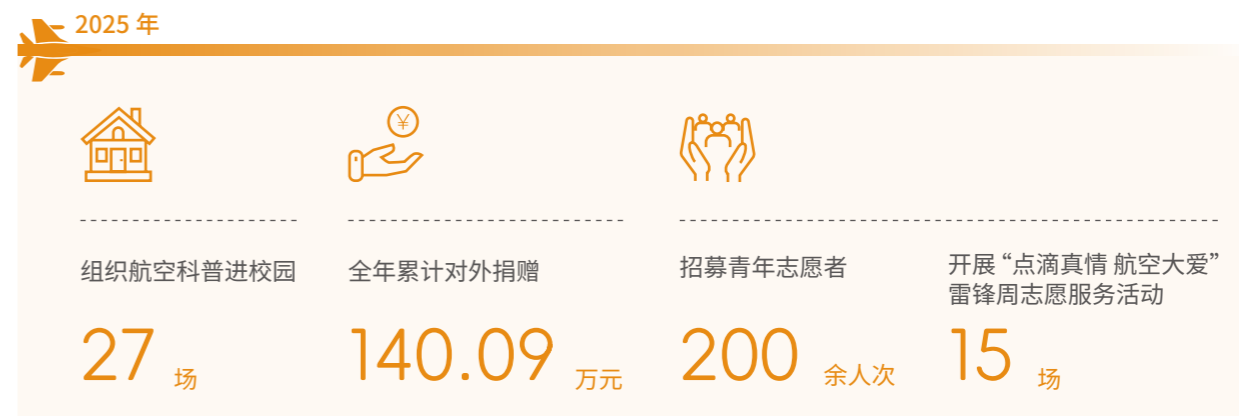 2025 年
¥
组织航空科普进校园
27 场
全年累计对外捐赠
140.09 万元
招募青年志愿者
200 余人次
开展“点滴真情 航空大爱”
雷锋周志愿服务活动
15 场